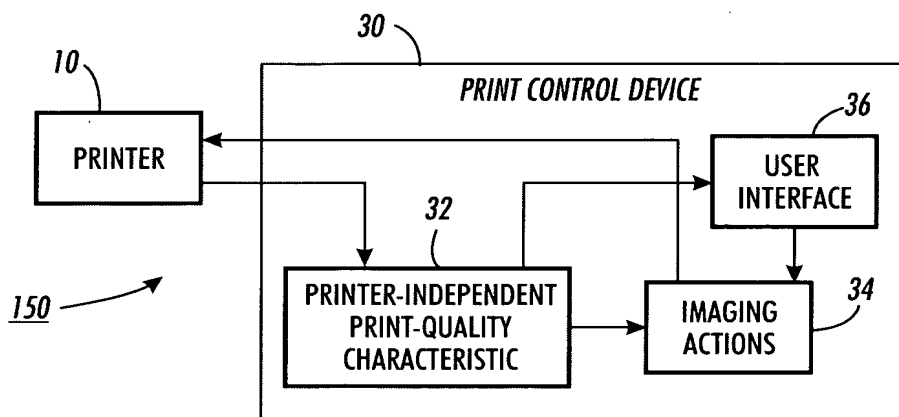 30
10
PRINT CONTROL DEVICE
36
PRINTER
USER
INTERFACE
32
PRINTER-INDEPENDENT
PRINT-QUALITY
CHARACTERISTIC
IMAGING
ACTIONS
34
150